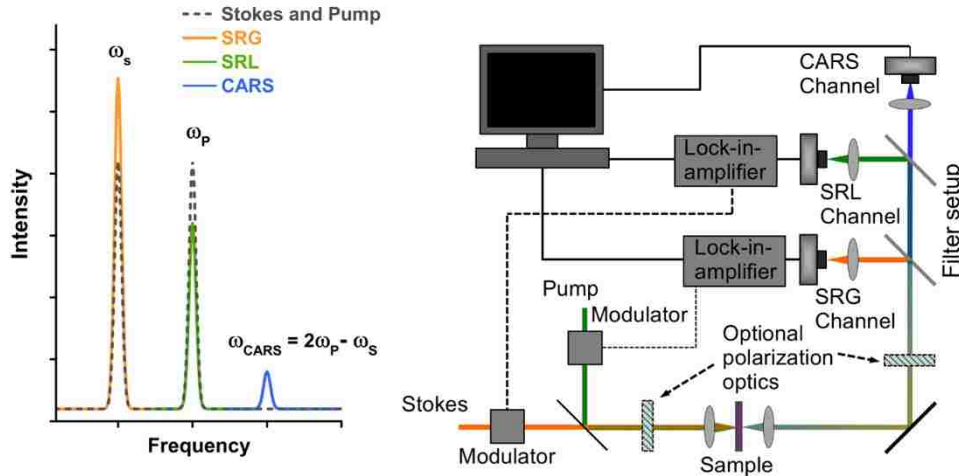 Stokes and Pump
SRG
SRL
CARS
ωs
ωP
ωCARS = 2ωP- ωS
Intensity
Frequency
CARS
Channel
Lock-in-
amplifier
SRL
Channel
Filter setup
Lock-in-
amplifier
SRG
Channel
Pump
Modulator
Optional
polarization
optics
Stokes
Modulator
Sample